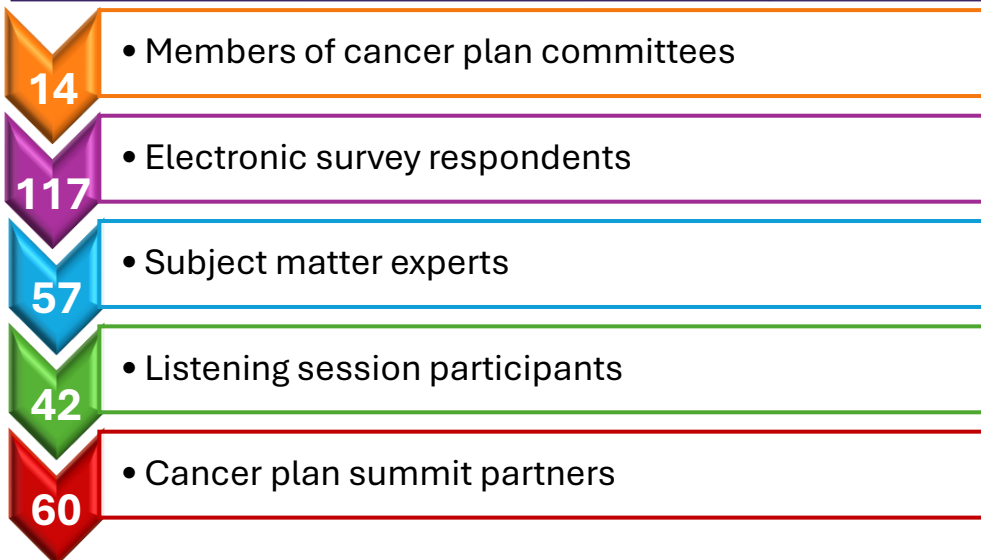 14
• Members of cancer plan committees
117
• Electronic survey respondents
57
• Subject matter experts
42
• Listening session participants
60
• Cancer plan summit partners